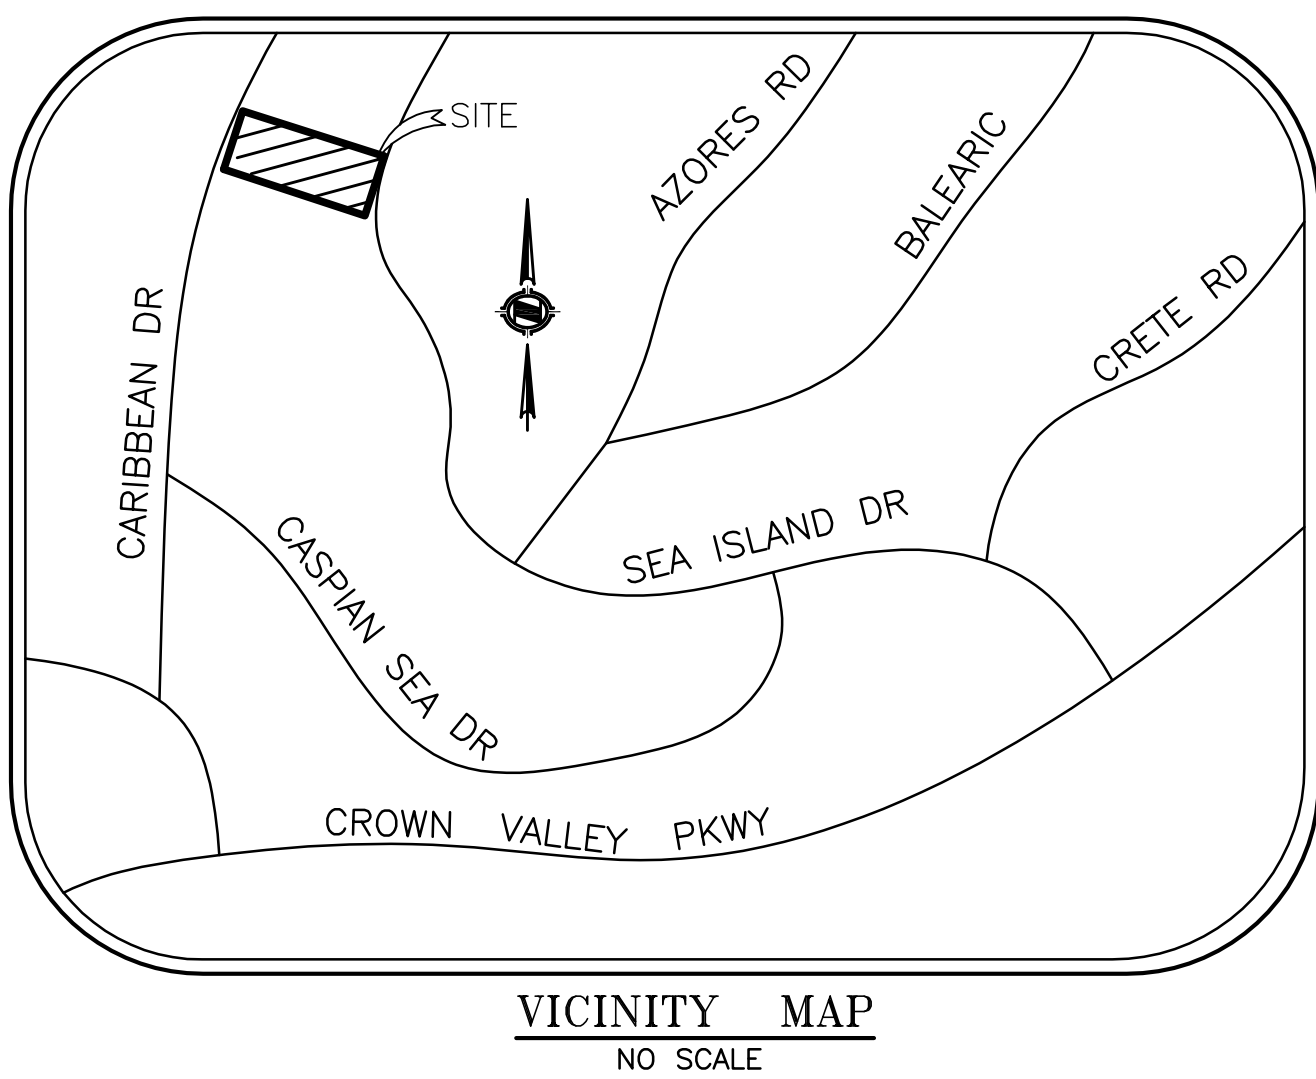 SITE
AZORES RD
BALEARIC
CRETE RD
CARIBBEAN DR
N
SEA ISLAND DR
CASPIAN SEA DR
CROWN VALLEY PKWY
VICINITY MAP
NO SCALE